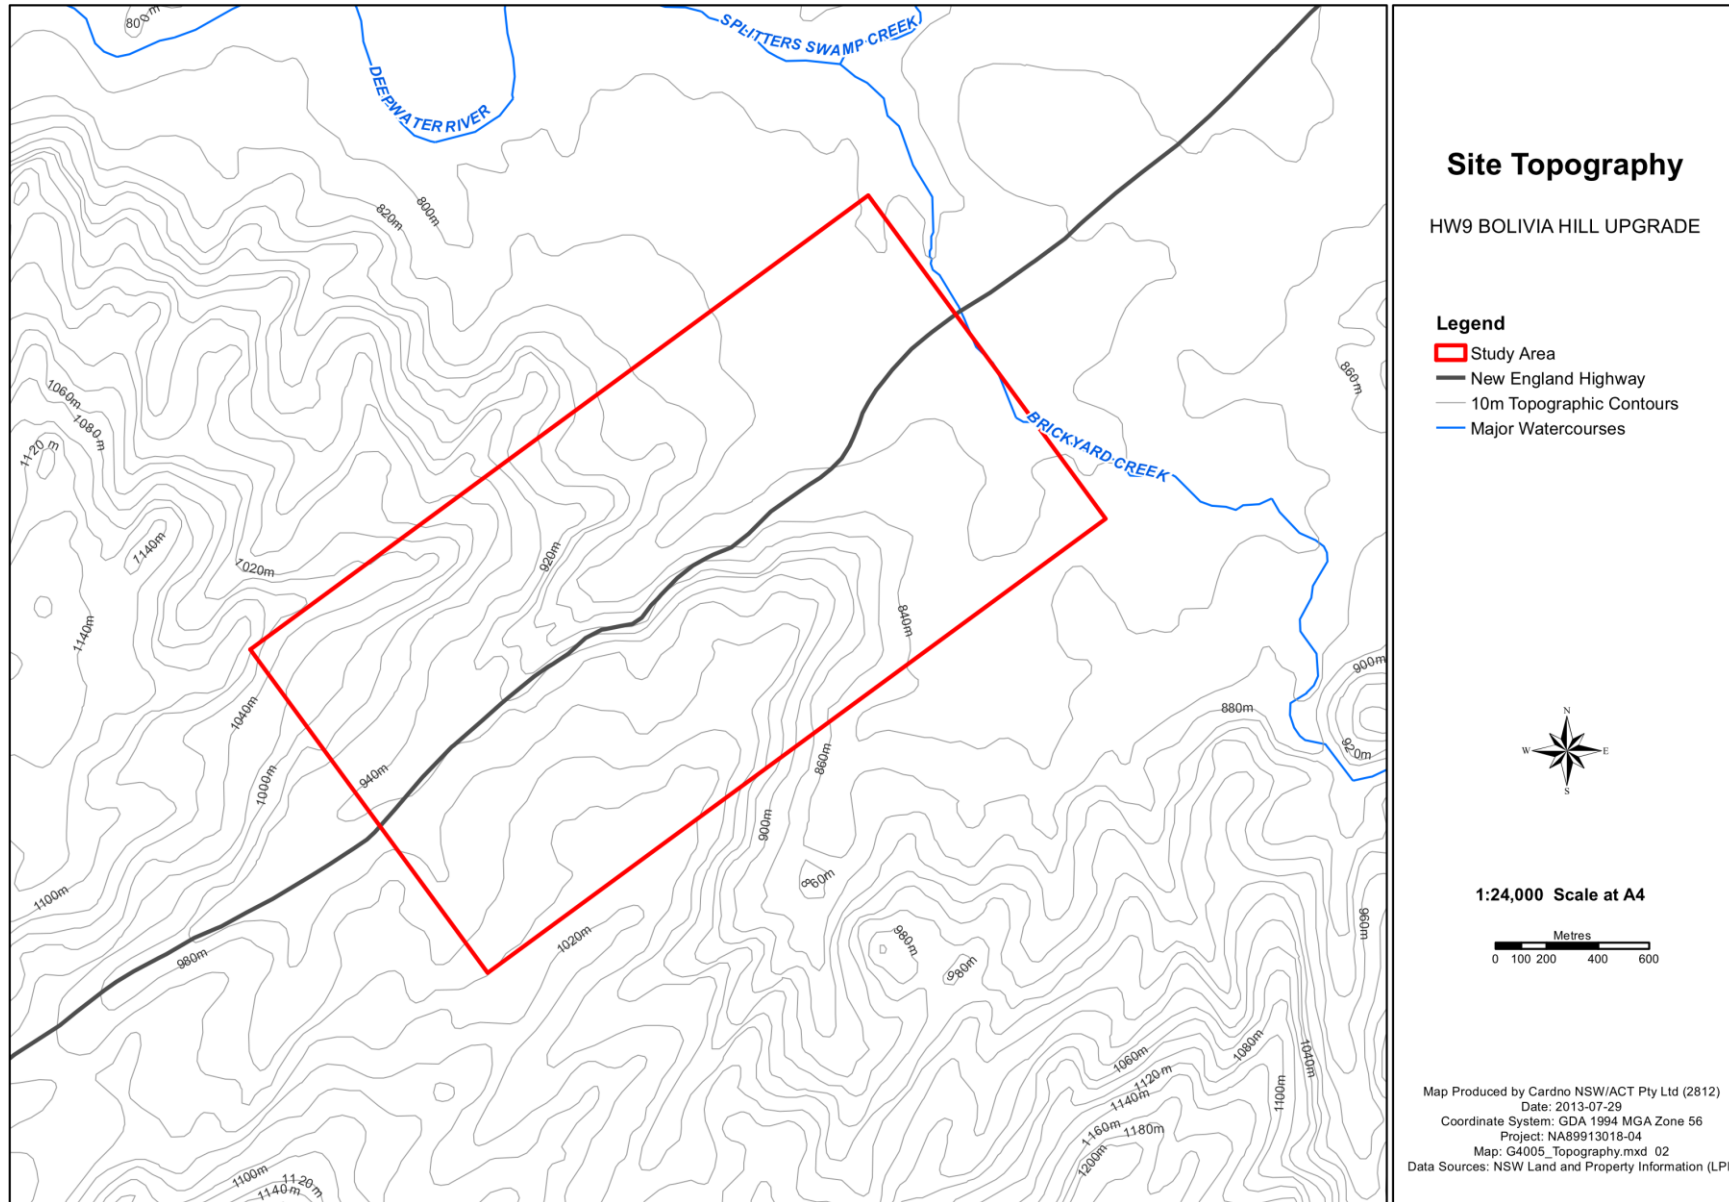 800m
SPLITTERS SWAMP CREEK
DEEPWATER RIVER
800m
820m
860m
1060m
1080m
1120 m
BRICKYARD CREEK
1140m
920m
1020m
840m
1140m
900m
1040m
880m
920m
940m
860m
1000m
900m
860m
1100m
1020m
980m
980m
960m
980m
1060m
1080m
1040m
1120m
1100m
1140m
1160m
1180m
1200m
1100m
1120m
1140m
Site Topography
HW9 BOLIVIA HILL UPGRADE
Legend
Study Area
New England Highway
10m Topographic Contours
Major Watercourses
N
W E
S
1:24,000 Scale at A4
Metres
0 100 200 400 600
Map Produced by Cardno NSW/ACT Pty Ltd (2812)
Date: 2013-07-29
Coordinate System: GDA 1994 MGA Zone 56
Project: NA89913018-04
Map: G4005_Topography.mxd 02
Data Sources: NSW Land and Property Information (LPI